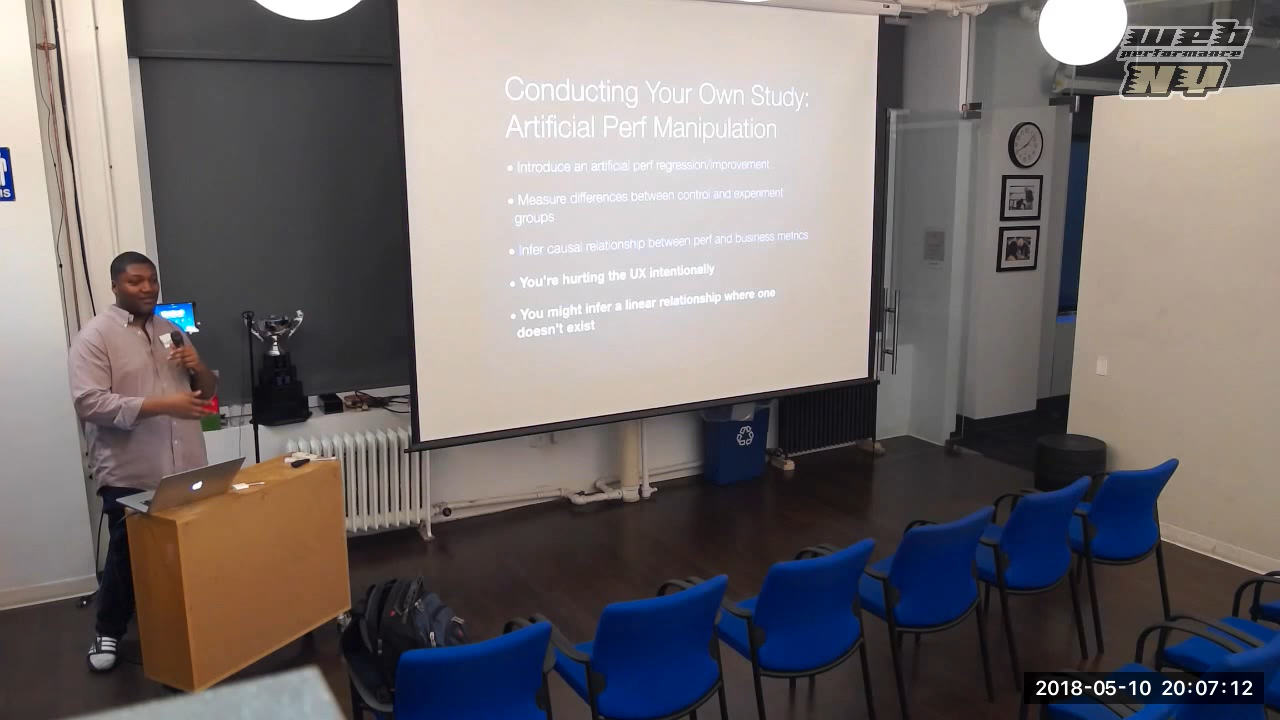 web
performance
NY
Conducting Your Own Study:
Artificial Perf Manipulation
• Introduce an artificial perf regression/improvement
• Measure differences between control and experiment
groups
• Infer causal relationship between perf and business metrics
• You're hurting the UX intentionally
• You might infer a linear relationship where one
doesn't exist
2018-05-10 20:07:12